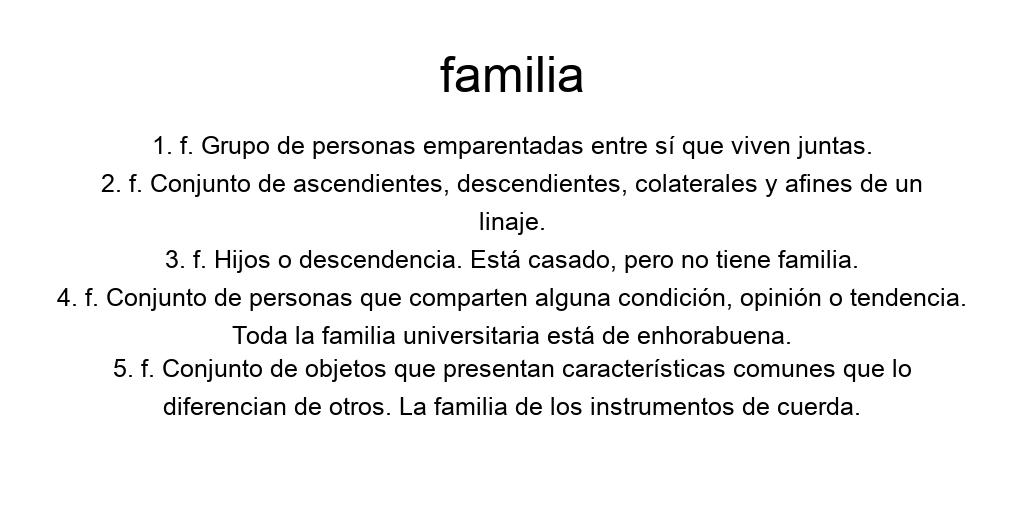 familia
1. f. Grupo de personas emparentadas entre sí que viven juntas.
2. f. Conjunto de ascendientes, descendientes, colaterales y afines de un
linaje.
3. f. Hijos o descendencia. Está casado, pero no tiene familia.
4. f. Conjunto de personas que comparten alguna condición, opinión o tendencia.
Toda la familia universitaria está de enhorabuena.
5. f. Conjunto de objetos que presentan características comunes que lo
diferencian de otros. La familia de los instrumentos de cuerda.